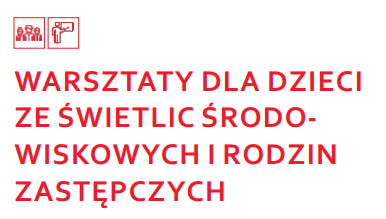 WARSZTATY DLA DZIECI
ZE ŚWIETLIC ŚRODO-
WISKOWYCH I RODZIN
ZASTĘPCZYCH